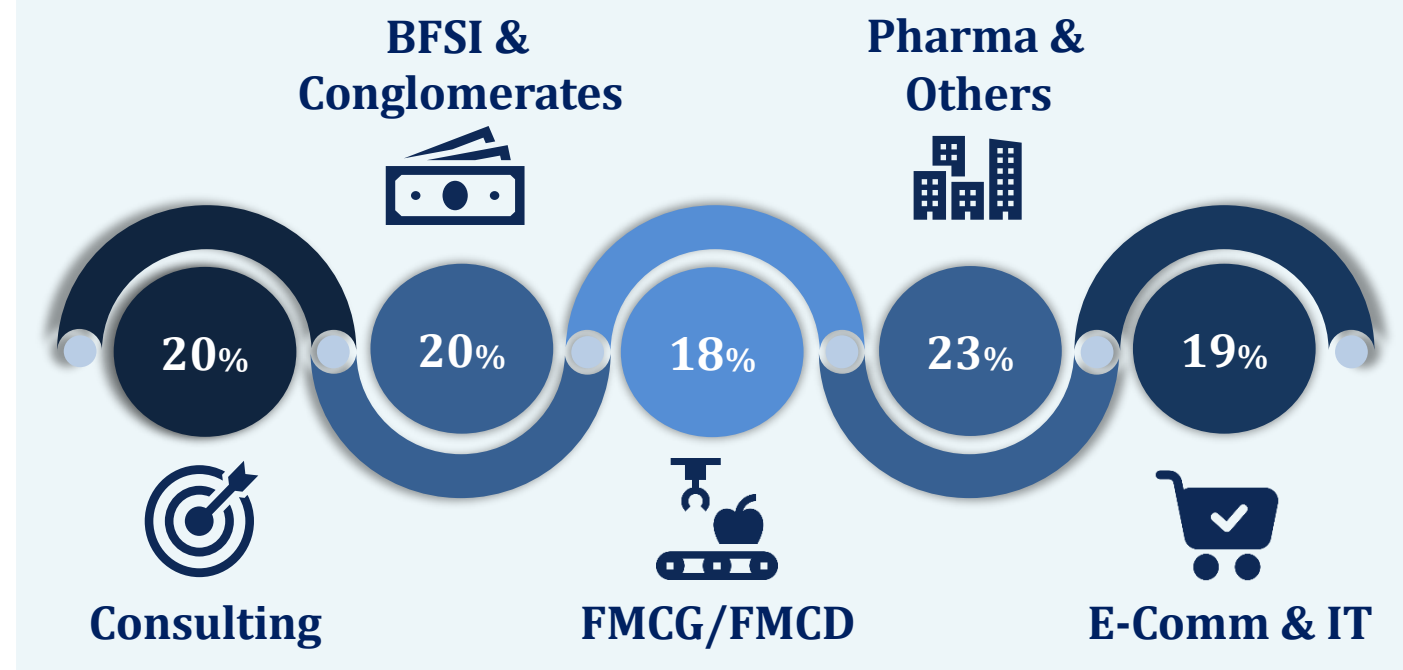 BFSI &
Conglomerates
Pharma &
Others
20%
20%
18%
23%
19%
Consulting
FMCG/FMCD
E-Comm & IT